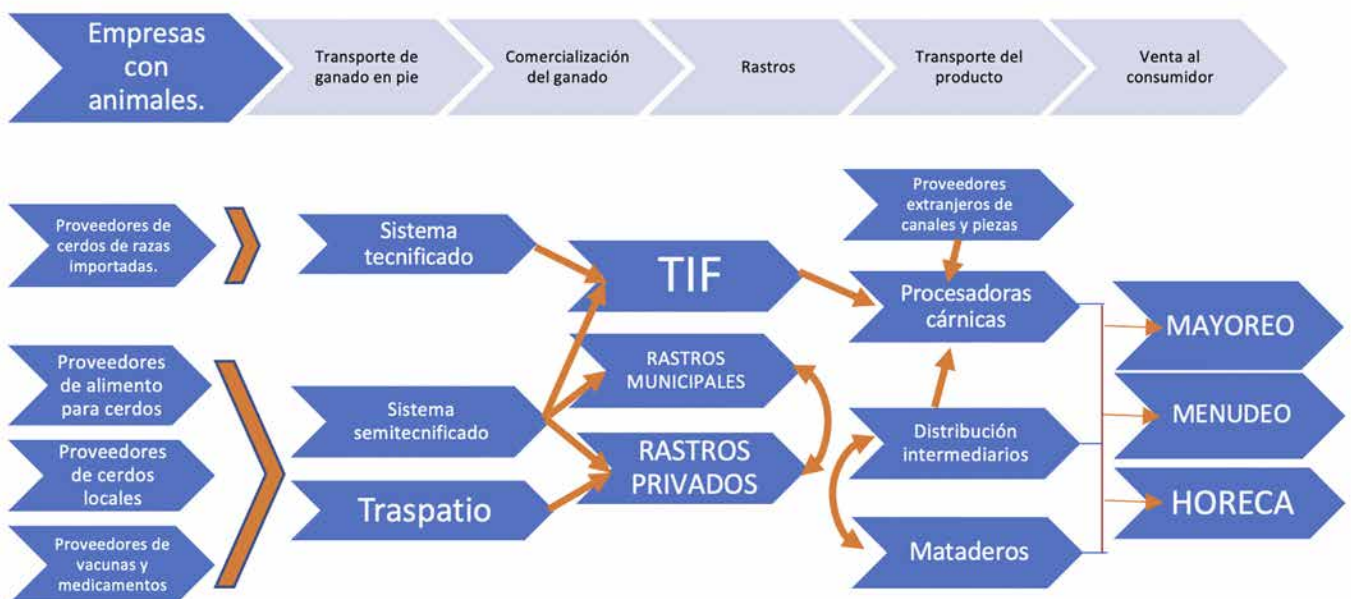 Empresas
con
animales.
Transporte de
ganado en pie
Comercialización
del ganado
Rastros
Transporte del
producto
Venta al
consumidor
Proveedores de
cerdos de razas
importadas.
Sistema
tecnificado
TIF
Proveedores
extranjeros de
canales y piezas
Procesadoras
cárnicas
MAYOREO
Proveedores
de alimento
para cerdos
Sistema
semitecnificado
RASTROS
MUNICIPALES
Distribución
intermediarios
MENUDEO
Proveedores
de cerdos
locales
RASTROS
PRIVADOS
HORECA
Traspatio
Mataderos
Proveedores de
vacunas y
medicamentos